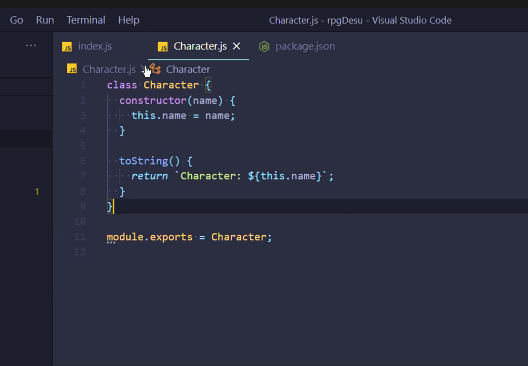 Go Run Terminal Help Character.js - rpgDesu - Visual Studio Code
... JS index.js JS Character.js × package.json
JS Character.js > Character
1 class Character {
2 constructor(name) {
3 this.name = name;
4 }
5
6 toString() {
7 return `Character: ${this.name}`;
1 8 }
9 }
10
11 module.exports = Character;
12